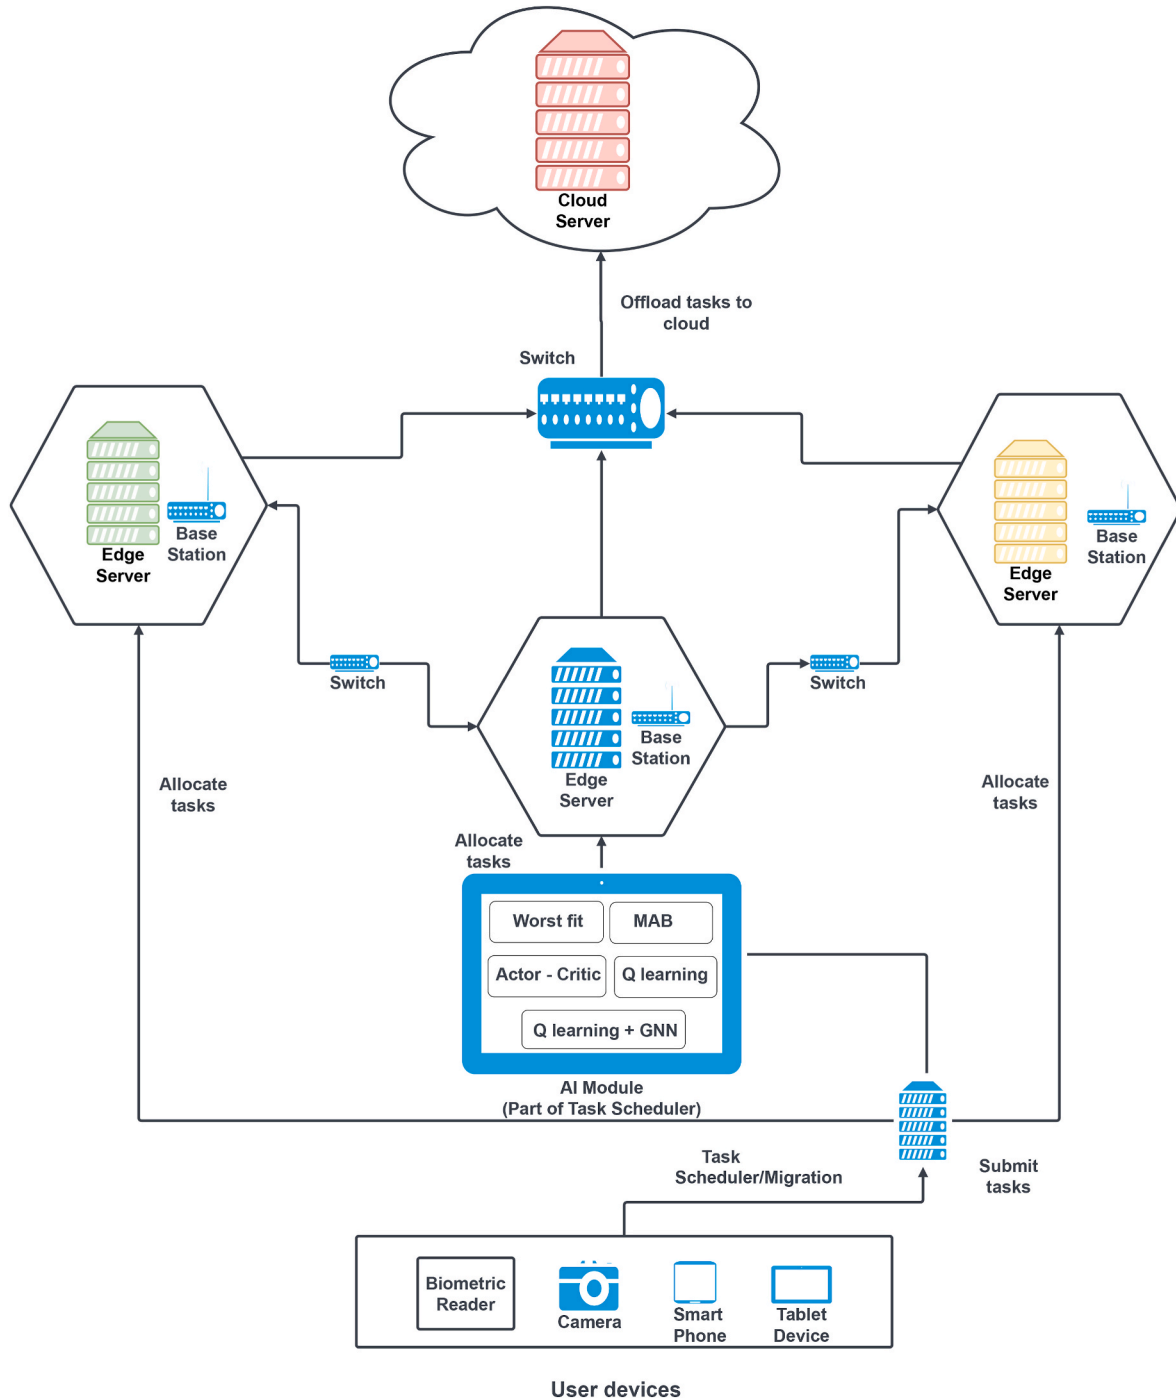 Cloud
Server
Offload tasks to
cloud
Switch
Edge
Server
Base
Station
Edge
Server
Base
Station
Switch
Switch
Edge
Server
Base
Station
Allocate
tasks
Allocate
tasks
Allocate
tasks
Worst fit
MAB
Actor - Critic
Q learning
Q learning + GNN
AI Module
(Part of Task Scheduler)
Task
Scheduler/Migration
Submit
tasks
Biometric
Reader
Camera
Smart
Phone
Tablet
Device
User devices